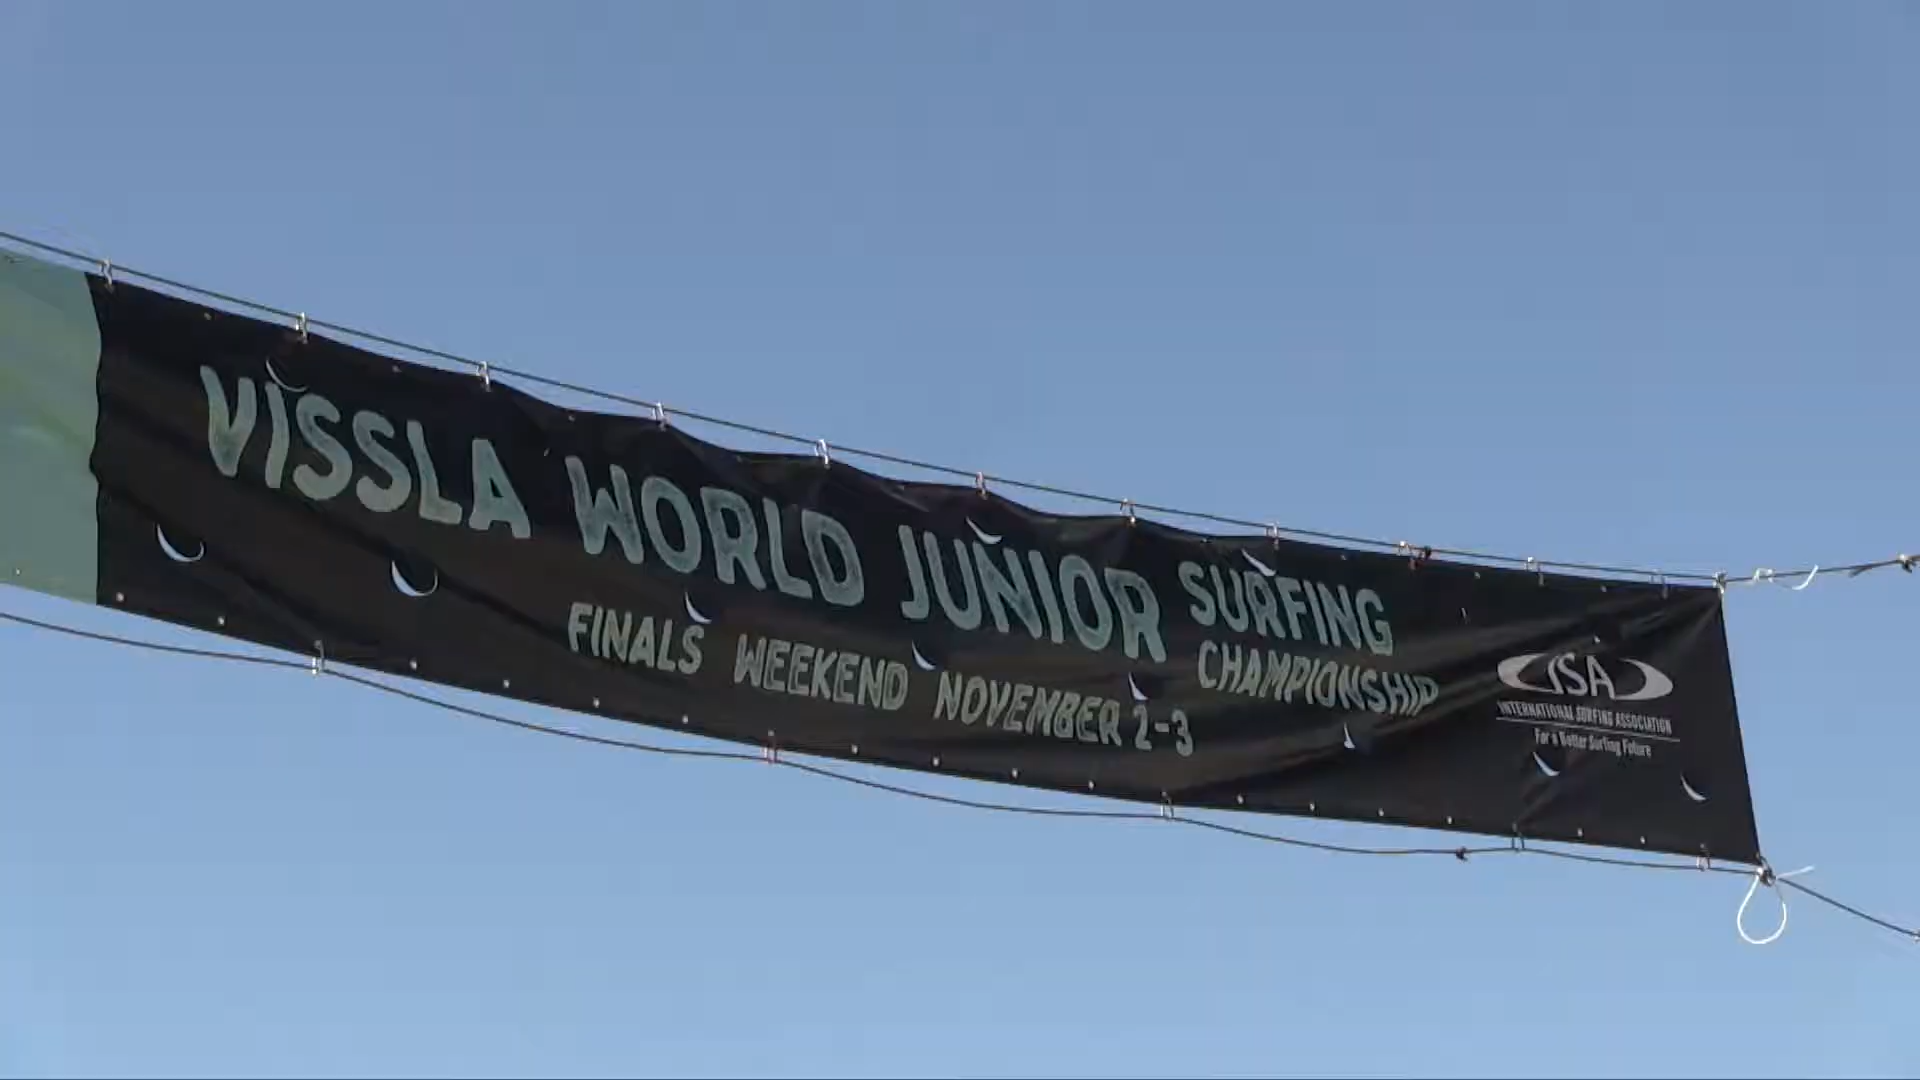 VISSLA WORLD JUNIOR SURFING
CHAMPIONSHIP
FINALS WEEKEND NOVEMBER 2-3
ISA
INTERNATIONAL SURFING ASSOCIATION
For a Better Surfing Future